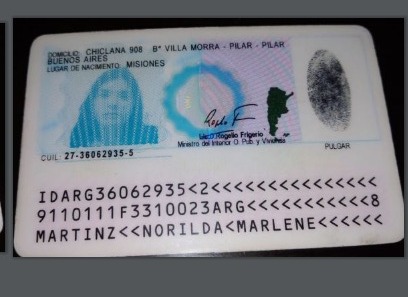 DOMICILIO: CHICLANA 908 B° VILLA MORRA - PILAR - PILAR
BUENOS AIRES
LUGAR DE NACIMIENTO: MISIONES
Lic. Rogelio Frigerio
Ministro del Interior O. Pub. y Vivienda
CUIL: 27-36062935-5
PULGAR
IDARG36062935<2<<<<<<<<<<<<<<<
9110111F3310023ARG<<<<<<<<<<<8
MARTINZ<<NORILDA<MARLENE<<<<<<